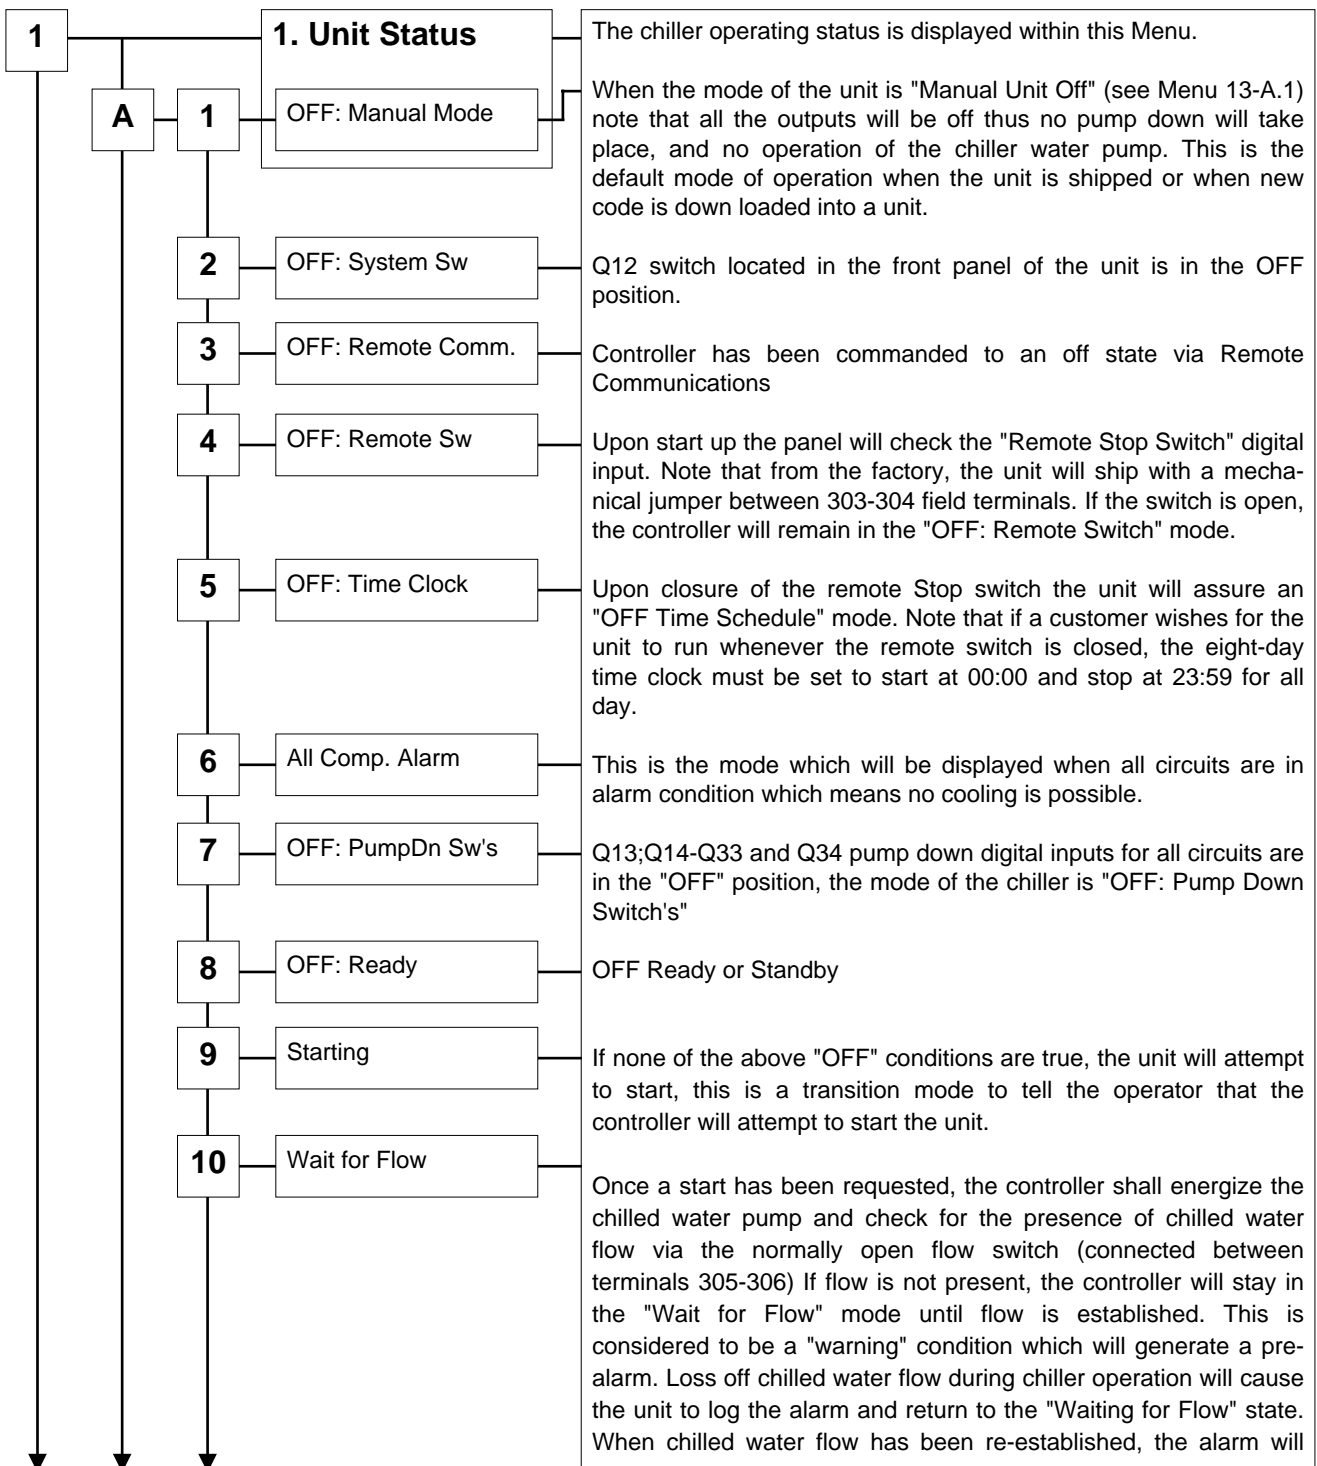 1
1. Unit Status
The chiller operating status is displayed within this Menu.
A
1
OFF: Manual Mode
When the mode of the unit is "Manual Unit Off" (see Menu 13-A.1)
note that all the outputs will be off thus no pump down will take
place, and no operation of the chiller water pump. This is the
default mode of operation when the unit is shipped or when new
code is down loaded into a unit.
2
OFF: System Sw
Q12 switch located in the front panel of the unit is in the OFF
position.
3
OFF: Remote Comm.
Controller has been commanded to an off state via Remote
Communications
4
OFF: Remote Sw
Upon start up the panel will check the "Remote Stop Switch" digital
input. Note that from the factory, the unit will ship with a mecha-
nical jumper between 303-304 field terminals. If the switch is open,
the controller will remain in the "OFF: Remote Switch" mode.
5
OFF: Time Clock
Upon closure of the remote Stop switch the unit will assure an
"OFF Time Schedule" mode. Note that if a customer wishes for the
unit to run whenever the remote switch is closed, the eight-day
time clock must be set to start at 00:00 and stop at 23:59 for all
day.
6
All Comp. Alarm
This is the mode which will be displayed when all circuits are in
alarm condition which means no cooling is possible.
7
OFF: PumpDn Sw's
Q13;Q14-Q33 and Q34 pump down digital inputs for all circuits are
in the "OFF" position, the mode of the chiller is "OFF: Pump Down
Switch's"
8
OFF: Ready
OFF Ready or Standby
9
Starting
If none of the above "OFF" conditions are true, the unit will attempt
to start, this is a transition mode to tell the operator that the
controller will attempt to start the unit.
10
Wait for Flow
Once a start has been requested, the controller shall energize the
chilled water pump and check for the presence of chilled water
flow via the normally open flow switch (connected between
terminals 305-306) If flow is not present, the controller will stay in
the "Wait for Flow" mode until flow is established. This is
considered to be a "warning" condition which will generate a pre-
alarm. Loss off chilled water flow during chiller operation will cause
the unit to log the alarm and return to the "Waiting for Flow" state.
When chilled water flow has been re-established, the alarm will